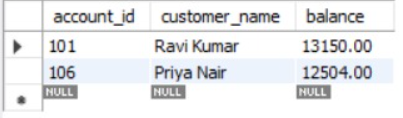 account_id customer_name balance
101 Ravi Kumar 13150.00
106 Priya Nair 12504.00
NULL NULL NULL